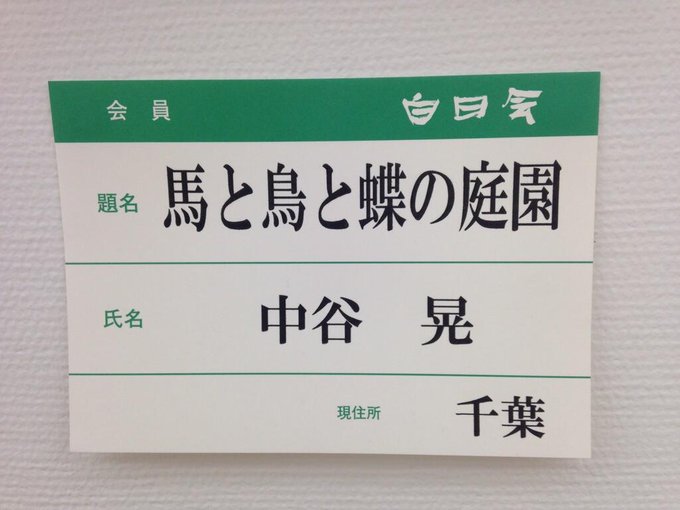 会員 白日会
題名 馬と鳥と蝶の庭園
氏名 中谷 晃
現住所 千葉